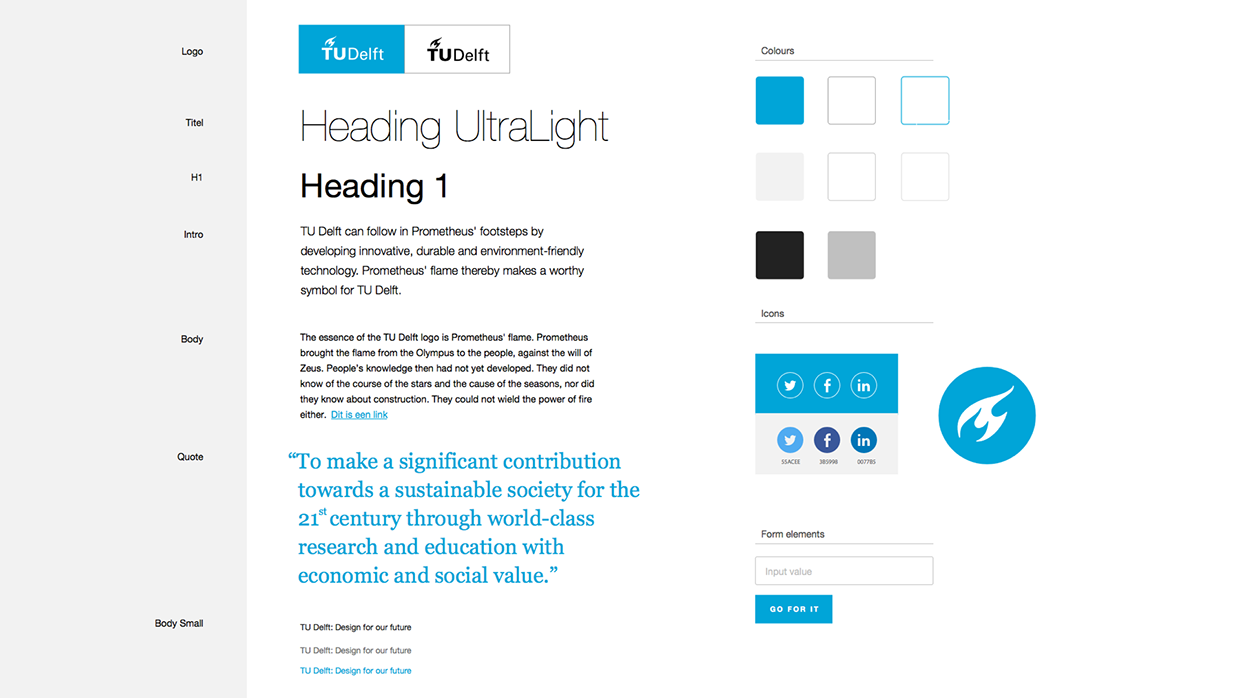 Logo
TUDelft TUDelft
Titel
Heading UltraLight
H1
Heading 1
Intro
TU Delft can follow in Prometheus' footsteps by
developing innovative, durable and environment-friendly
technology. Prometheus' flame thereby makes a worthy
symbol for TU Delft.
Body
The essence of the TU Delft logo is Prometheus' flame. Prometheus
brought the flame from the Olympus to the people, against the will of
Zeus. People's knowledge then had not yet developed. They did not
know of the course of the stars and the cause of the seasons, nor did
they know about construction. They could not wield the power of fire
either. Dit is een link
Quote
“To make a significant contribution
towards a sustainable society for the
21st century through world-class
research and education with
economic and social value.”
Body Small
TU Delft: Design for our future
TU Delft: Design for our future
TU Delft: Design for our future
Colours
Icons
f in
f in
55ACEE 3B5998 0077B5
Form elements
Input value
GO FOR IT